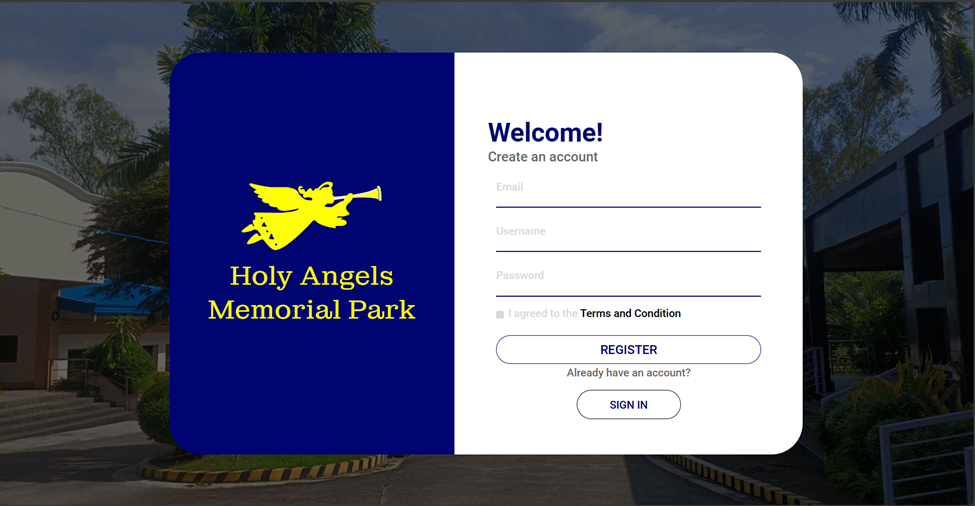 Holy Angels
Memorial Park
Welcome!
Create an account
Email
Username
Password
I agreed to the Terms and Condition
REGISTER
Already have an account?
SIGN IN